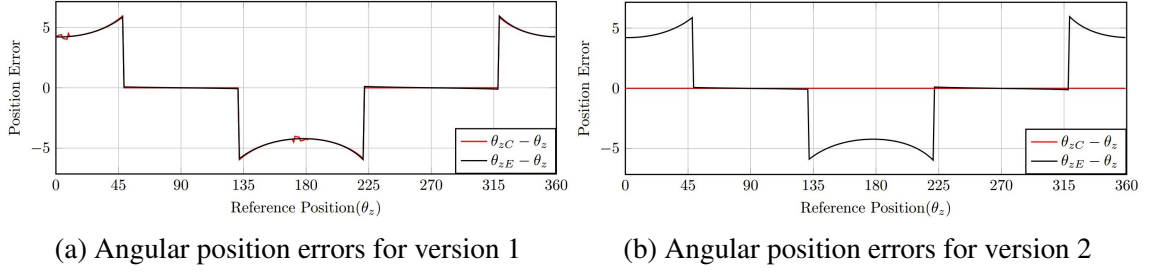 Position Error
5
0
−5
0 45 90 135 180 225 270 315 360
Reference Position(θz)
θzC − θz
θzE − θz
(a) Angular position errors for version 1
Position Error
5
0
−5
0 45 90 135 180 225 270 315 360
Reference Position(θz)
θzC − θz
θzE − θz
(b) Angular position errors for version 2